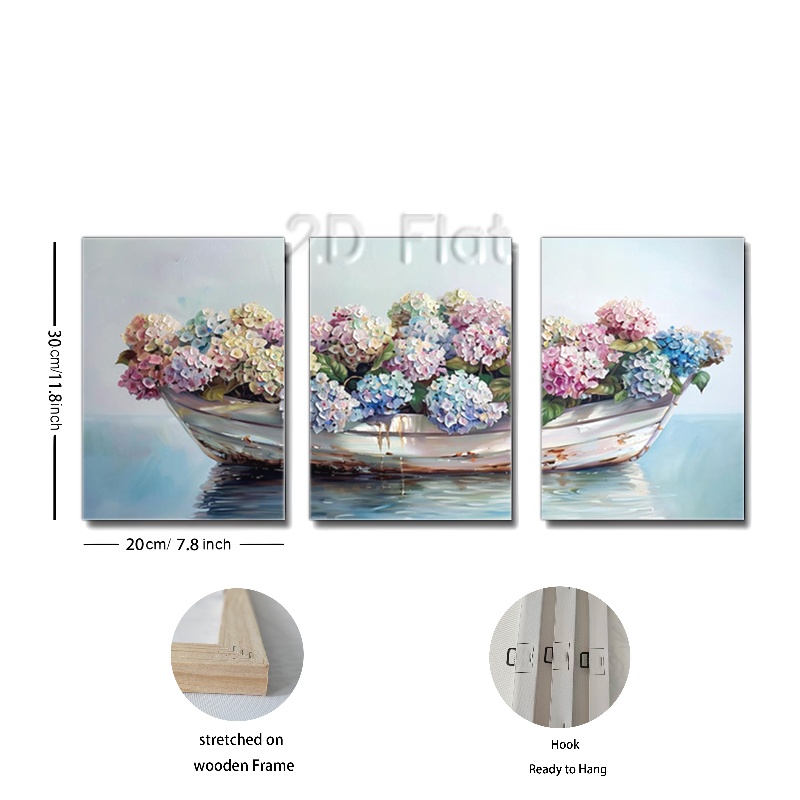 2D Flat
30cm/11.8inch
20cm/ 7.8 inch
stretched on
wooden Frame
Hook
Ready to Hang